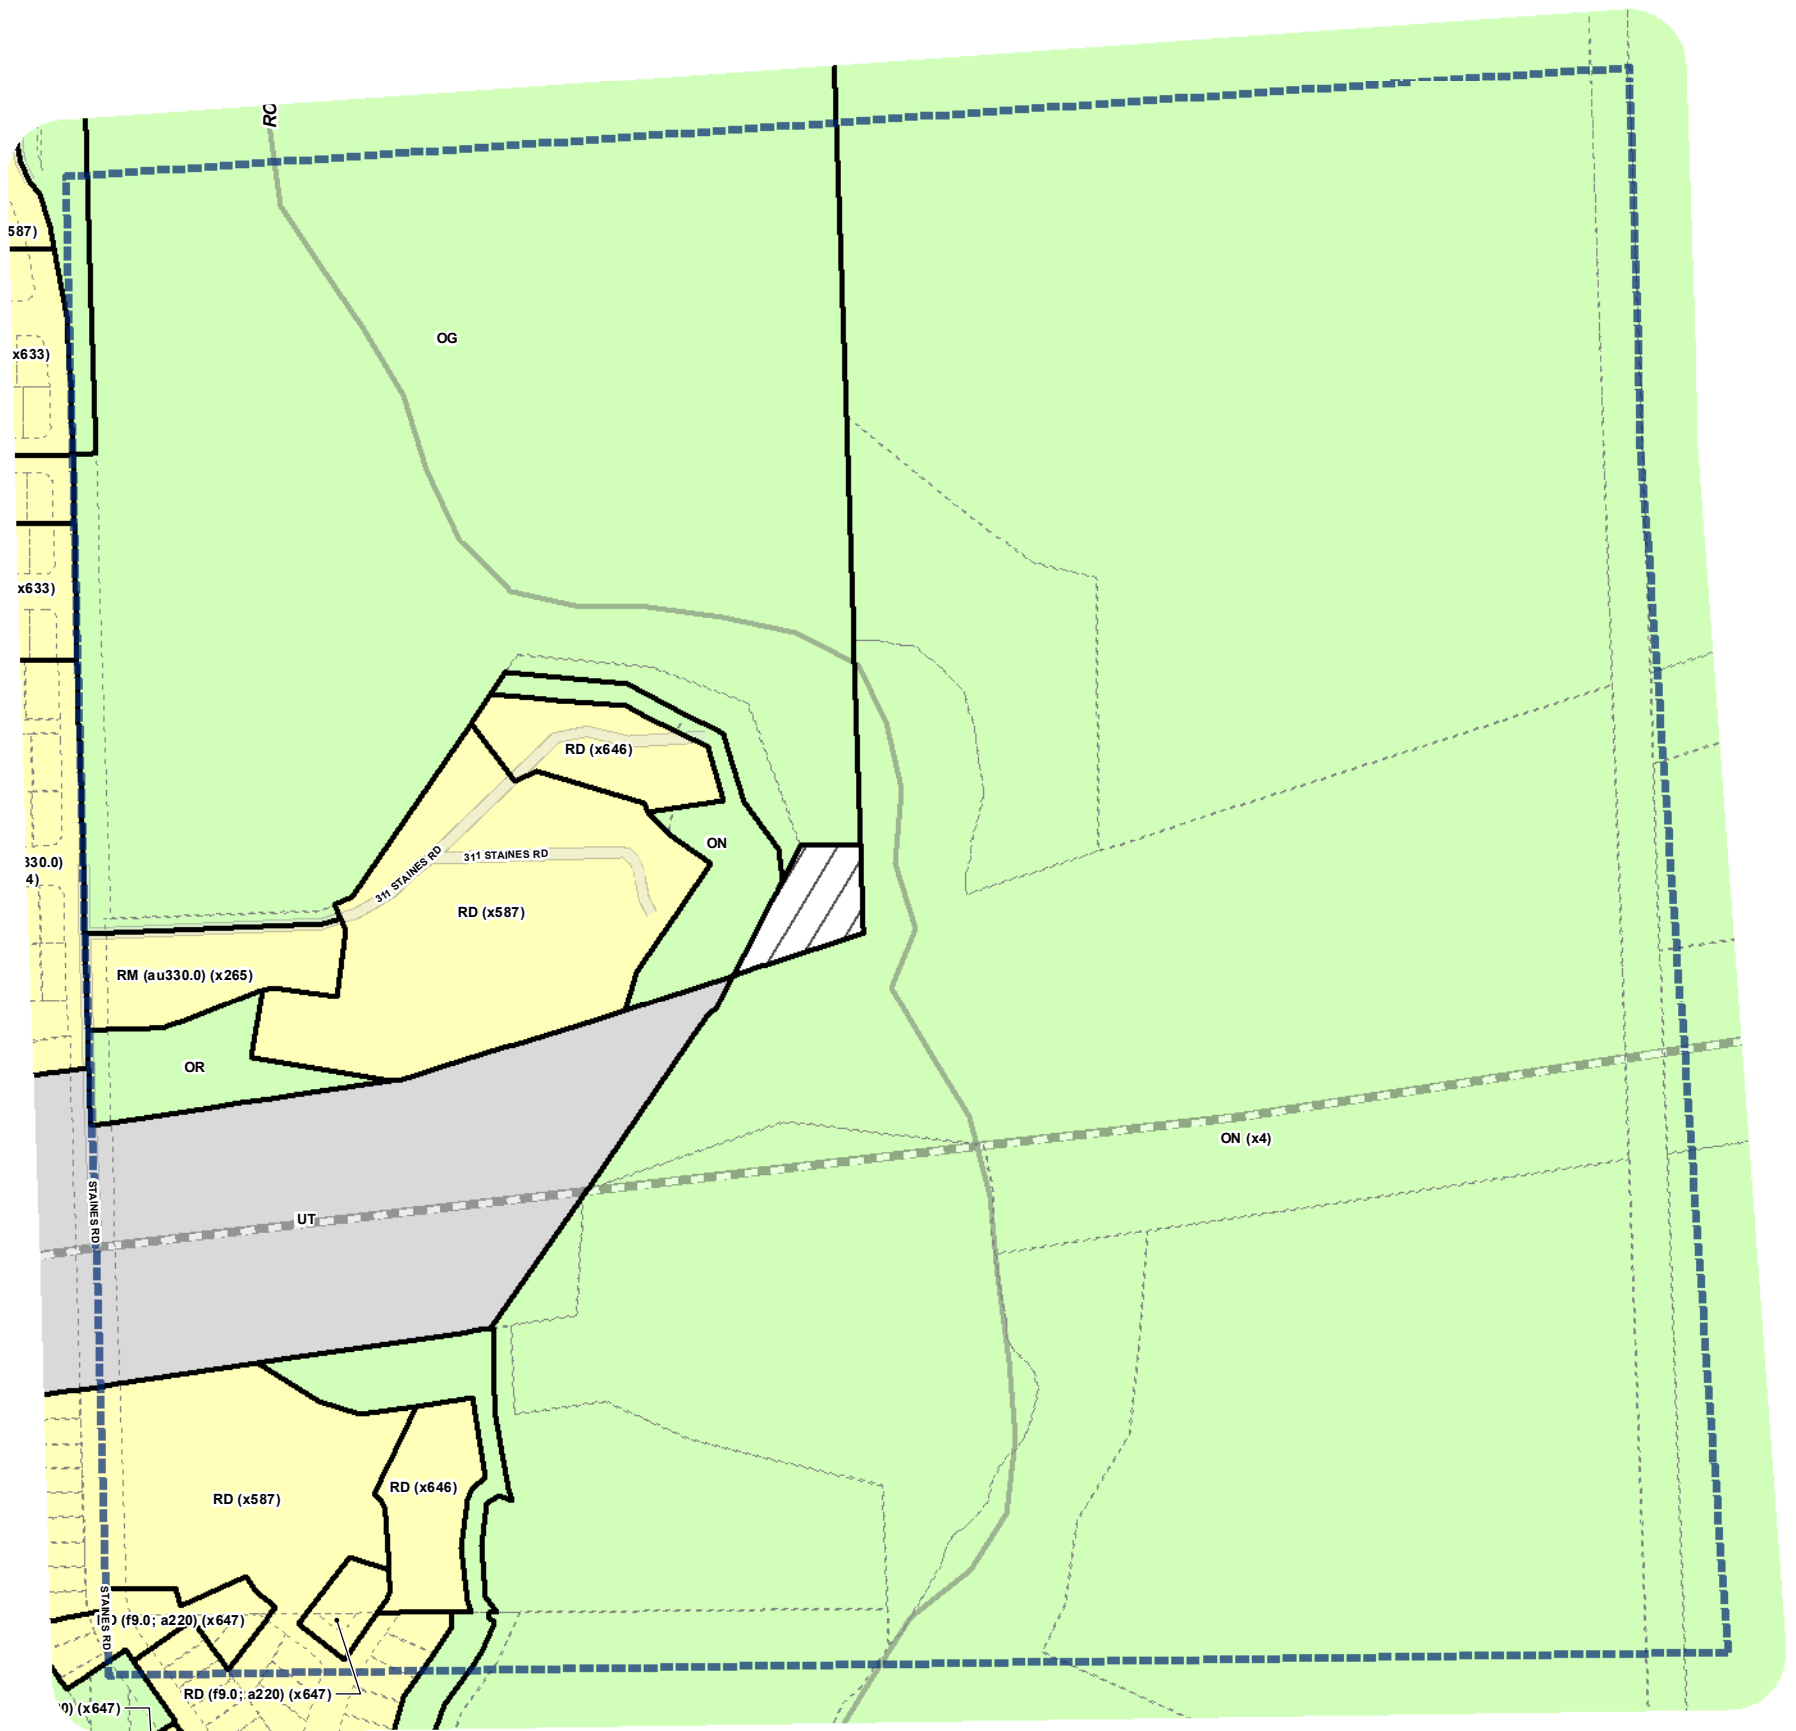 RO
587)
OG
x633)
x633)
RD (x646)
ON
311 STAINES RD
311 STAINES RD
330.0)
4)
RD (x587)
RM (au330.0) (x265)
OR
ON (x4)
STAINES RD
UT
RD (x646)
RD (x587)
STAINES RD
(f9.0; a220) (x647)
RD (f9.0; a220) (x647)
0) (x647)